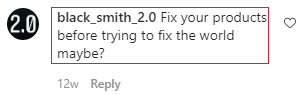 2.0
black_smith_2.0 Fix your products
before trying to fix the world
maybe?
12w Reply